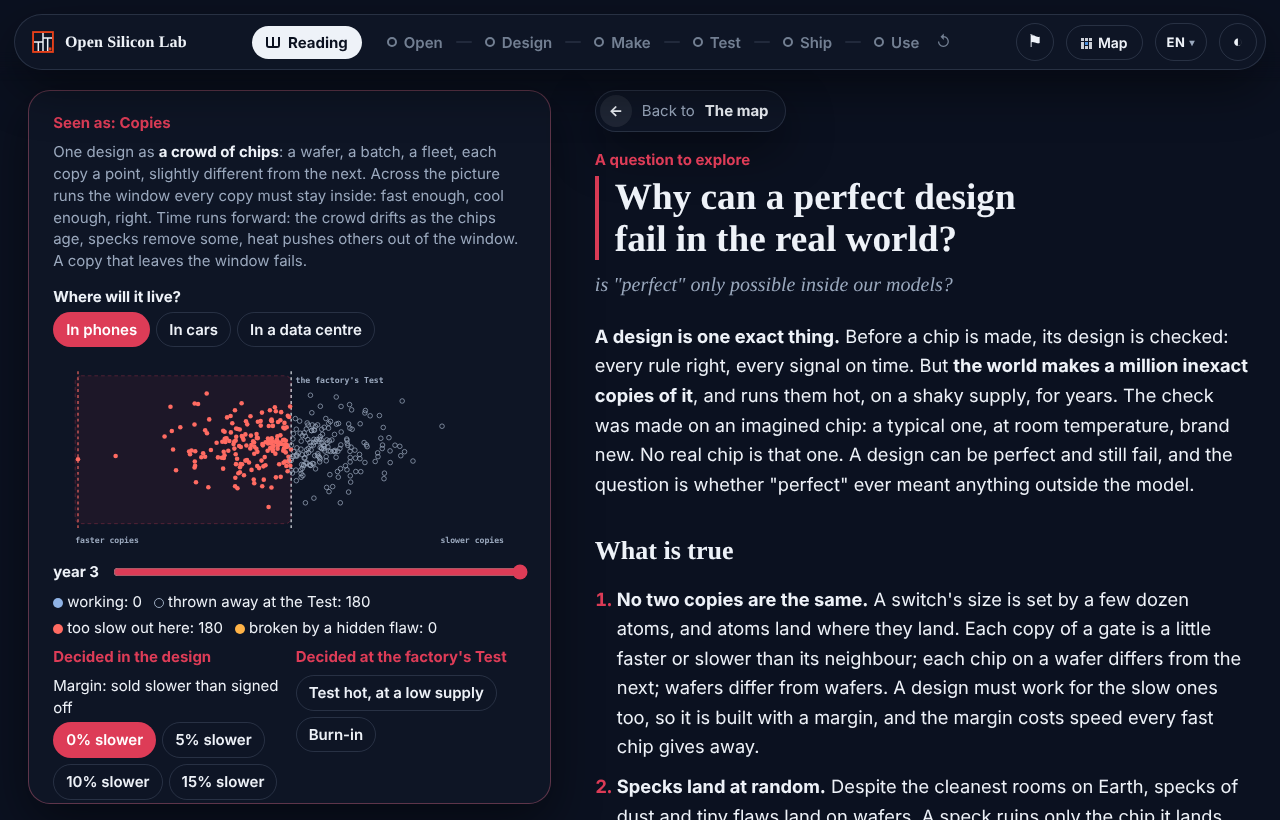 Open Silicon Lab
Reading
Open
Design
Make
Test
Ship
Use
Map
EN ▾
Seen as: Copies
One design as a crowd of chips: a wafer, a batch, a fleet, each
copy a point, slightly different from the next. Across the picture
runs the window every copy must stay inside: fast enough, cool
enough, right. Time runs forward: the crowd drifts as the chips
age, specks remove some, heat pushes others out of the window.
A copy that leaves the window fails.
Where will it live?
In phones
In cars
In a data centre
the factory's Test
faster copies
slower copies
year 3
working: 0
thrown away at the Test: 180
too slow out here: 180
broken by a hidden flaw: 0
Decided in the design
Margin: sold slower than signed
off
0% slower
5% slower
10% slower
15% slower
Decided at the factory's Test
Test hot, at a low supply
Burn-in
← Back to The map
A question to explore
Why can a perfect design
fail in the real world?
is "perfect" only possible inside our models?
A design is one exact thing. Before a chip is made, its design is checked:
every rule right, every signal on time. But the world makes a million inexact
copies of it, and runs them hot, on a shaky supply, for years. The check
was made on an imagined chip: a typical one, at room temperature, brand
new. No real chip is that one. A design can be perfect and still fail, and the
question is whether "perfect" ever meant anything outside the model.
What is true
1. No two copies are the same. A switch's size is set by a few dozen
atoms, and atoms land where they land. Each copy of a gate is a little
faster or slower than its neighbour; each chip on a wafer differs from the
next; wafers differ from wafers. A design must work for the slow ones
too, so it is built with a margin, and the margin costs speed every fast
chip gives away.
2. Specks land at random. Despite the cleanest rooms on Earth, specks of
dust and tiny flaws land on wafers. A speck ruins only the chip it lands